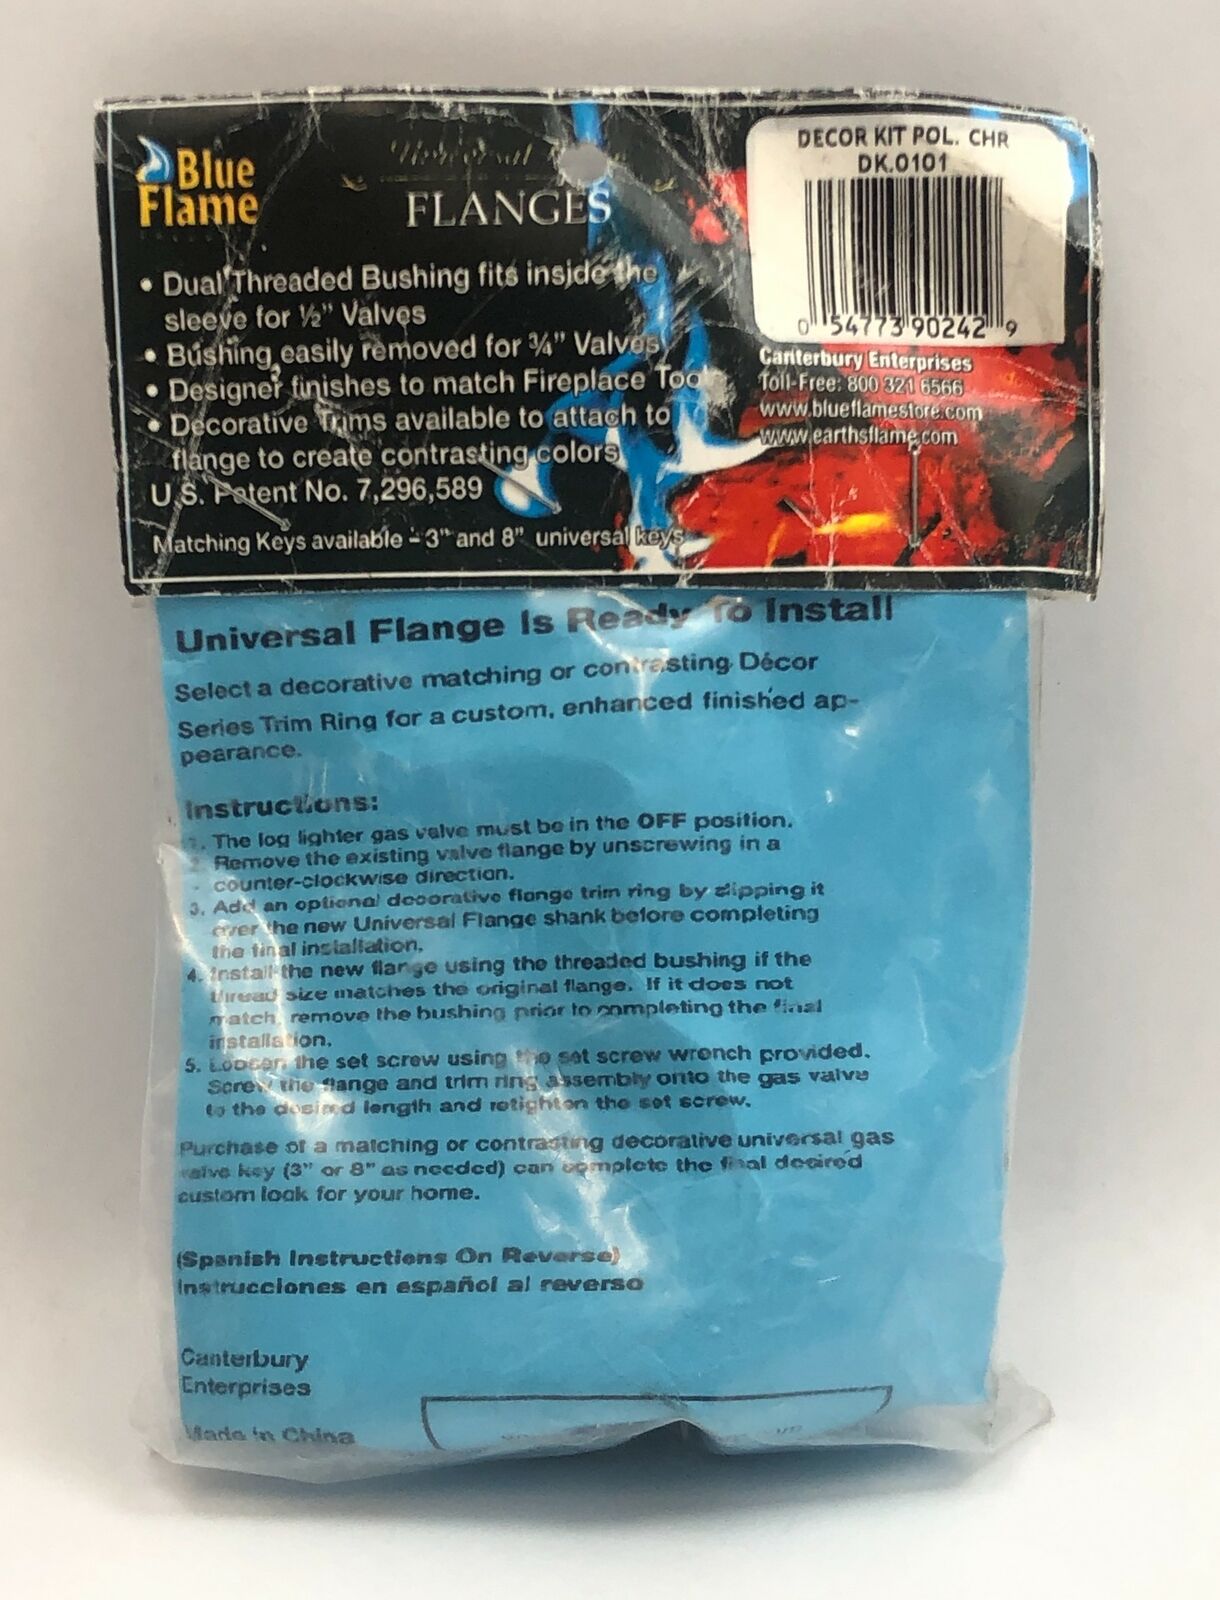 Blue
Flame
Universal
FLANGES
• Dual Threaded Bushing fits inside the
sleeve for ½" Valves
• Bushing easily removed for ¾" Valves
• Designer finishes to match Fireplace Tools
• Decorative Trims available to attach to
flange to create contrasting colors
U.S. Patent No. 7,296,589
Matching Keys available - 3" and 8" universal keys
DECOR KIT POL. CHR
DK.0101
0 54773 90242 9
Canterbury Enterprises
Toll-Free: 800 321 6566
www.blueflamestore.com
www.earthsflame.com
Universal Flange Is Ready To Install
Select a decorative matching or contrasting Décor
Series Trim Ring for a custom, enhanced finished ap-
pearance.
Instructions:
1. The log lighter gas valve must be in the OFF position.
2. Remove the existing valve flange by unscrewing in a
counter-clockwise direction.
3. Add an optional decorative flange trim ring by slipping it
over the new Universal Flange shank before completing
the final installation.
4. Install the new flange using the threaded bushing if the
thread size matches the original flange. If it does not
match, remove the bushing prior to completing the final
installation.
5. Loosen the set screw using the set screw wrench provided.
Screw the flange and trim ring assembly onto the gas valve
to the desired length and retighten the set screw.
Purchase of a matching or contrasting decorative universal gas
valve key (3" or 8" as needed) can complete the final desired
custom look for your home.
(Spanish Instructions On Reverse)
Instrucciones en español al reverso
Canterbury
Enterprises
Made in China